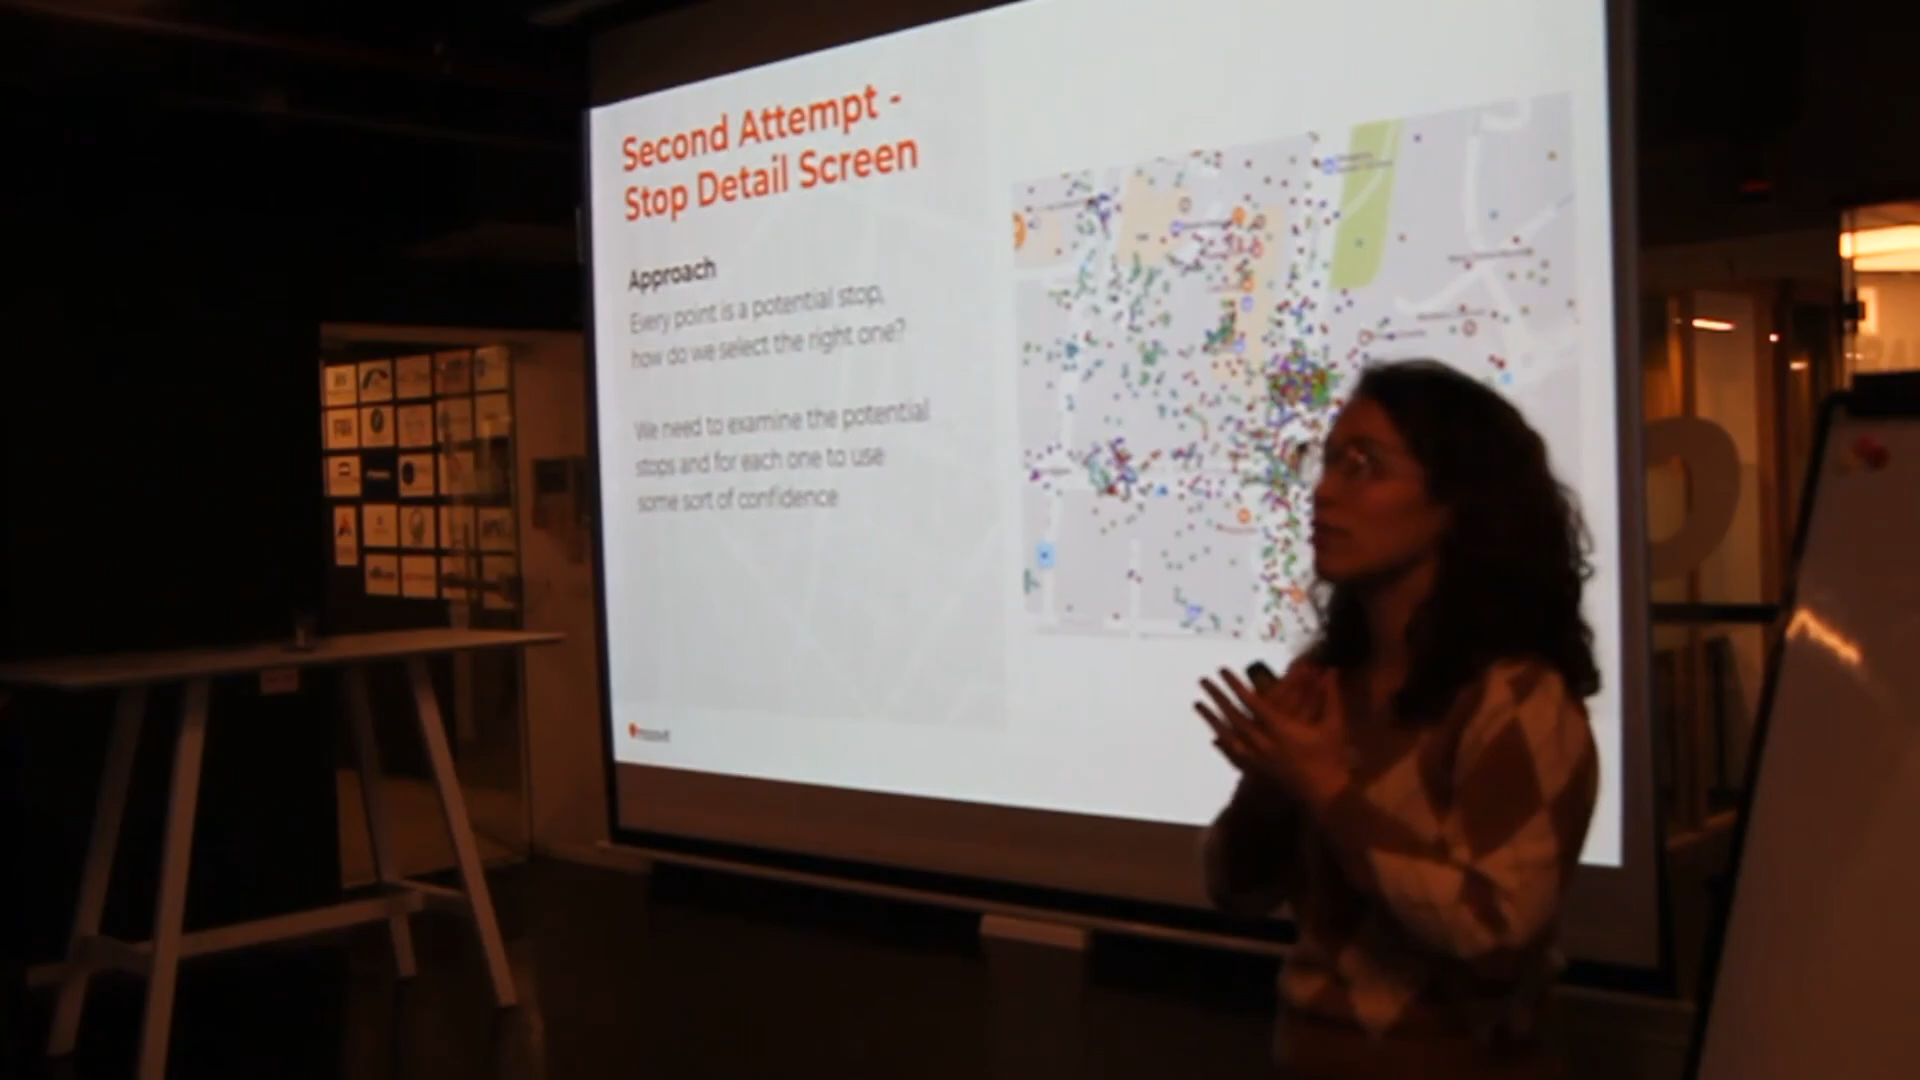 Second Attempt -
Stop Detail Screen
Approach
Every point is a potential stop,
how do we select the right one?
We need to examine the potential
stops and for each one to use
some sort of confidence
moovit